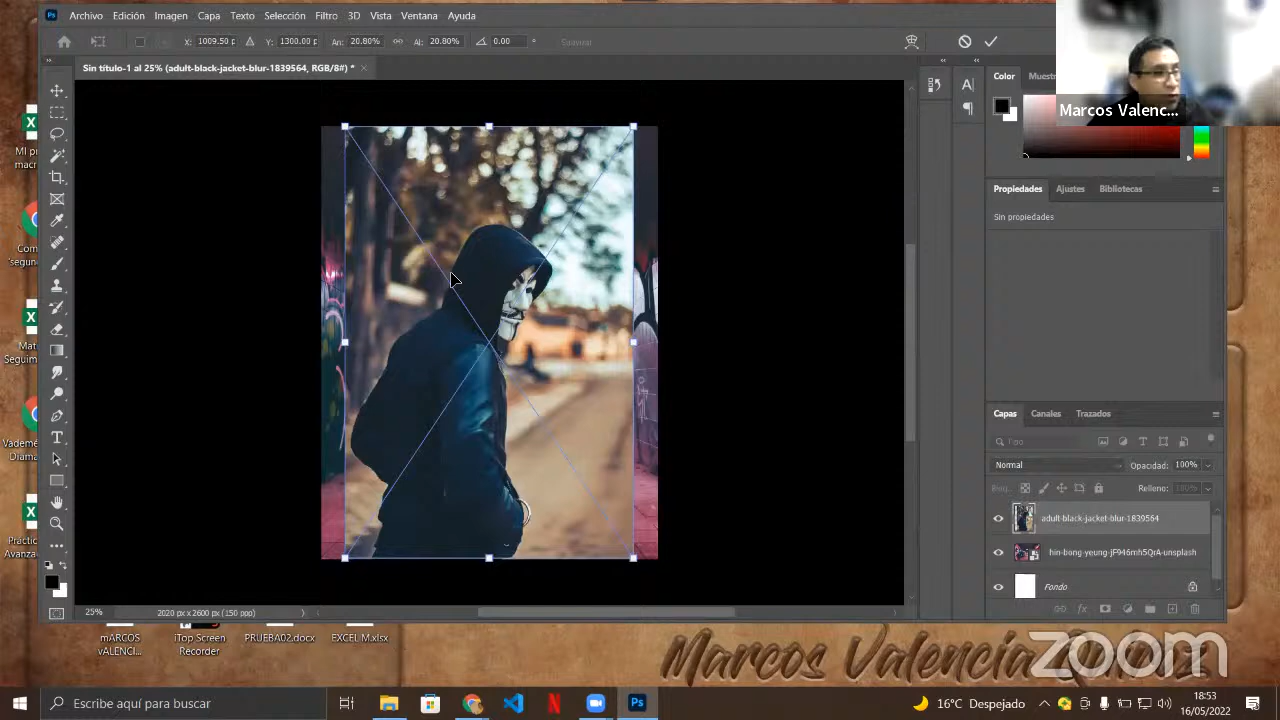 Archivo Edición Imagen Capa Texto Selección Filtro 3D Vista Ventana Ayuda
X: 1009.50 p Y: 1300.00 p An: 20.80% Al: 20.80% 0.00 ° Suavizar
Sin título-1 al 25% (adult-black-jacket-blur-1839564, RGB/8#) * ×
Color
Marcos Valenc...
Propiedades Ajustes Bibliotecas
Sin propiedades
Capas Canales Trazados
Tipo
Normal Opacidad: 100%
Bloq.: Relleno: 100%
adult-black-jacket-blur-1839564
hin-bong-yeung-jF946mh5QrA-unsplash
Fondo
25% 2020 px x 2600 px (150 ppp)
mARCOS
vALENCI...
iTop Screen
Recorder
PRUEBA02.docx
EXCEL M.xlsx
Marcos Valencia
zoom
Escribe aquí para buscar
16°C Despejado
18:53
16/05/2022